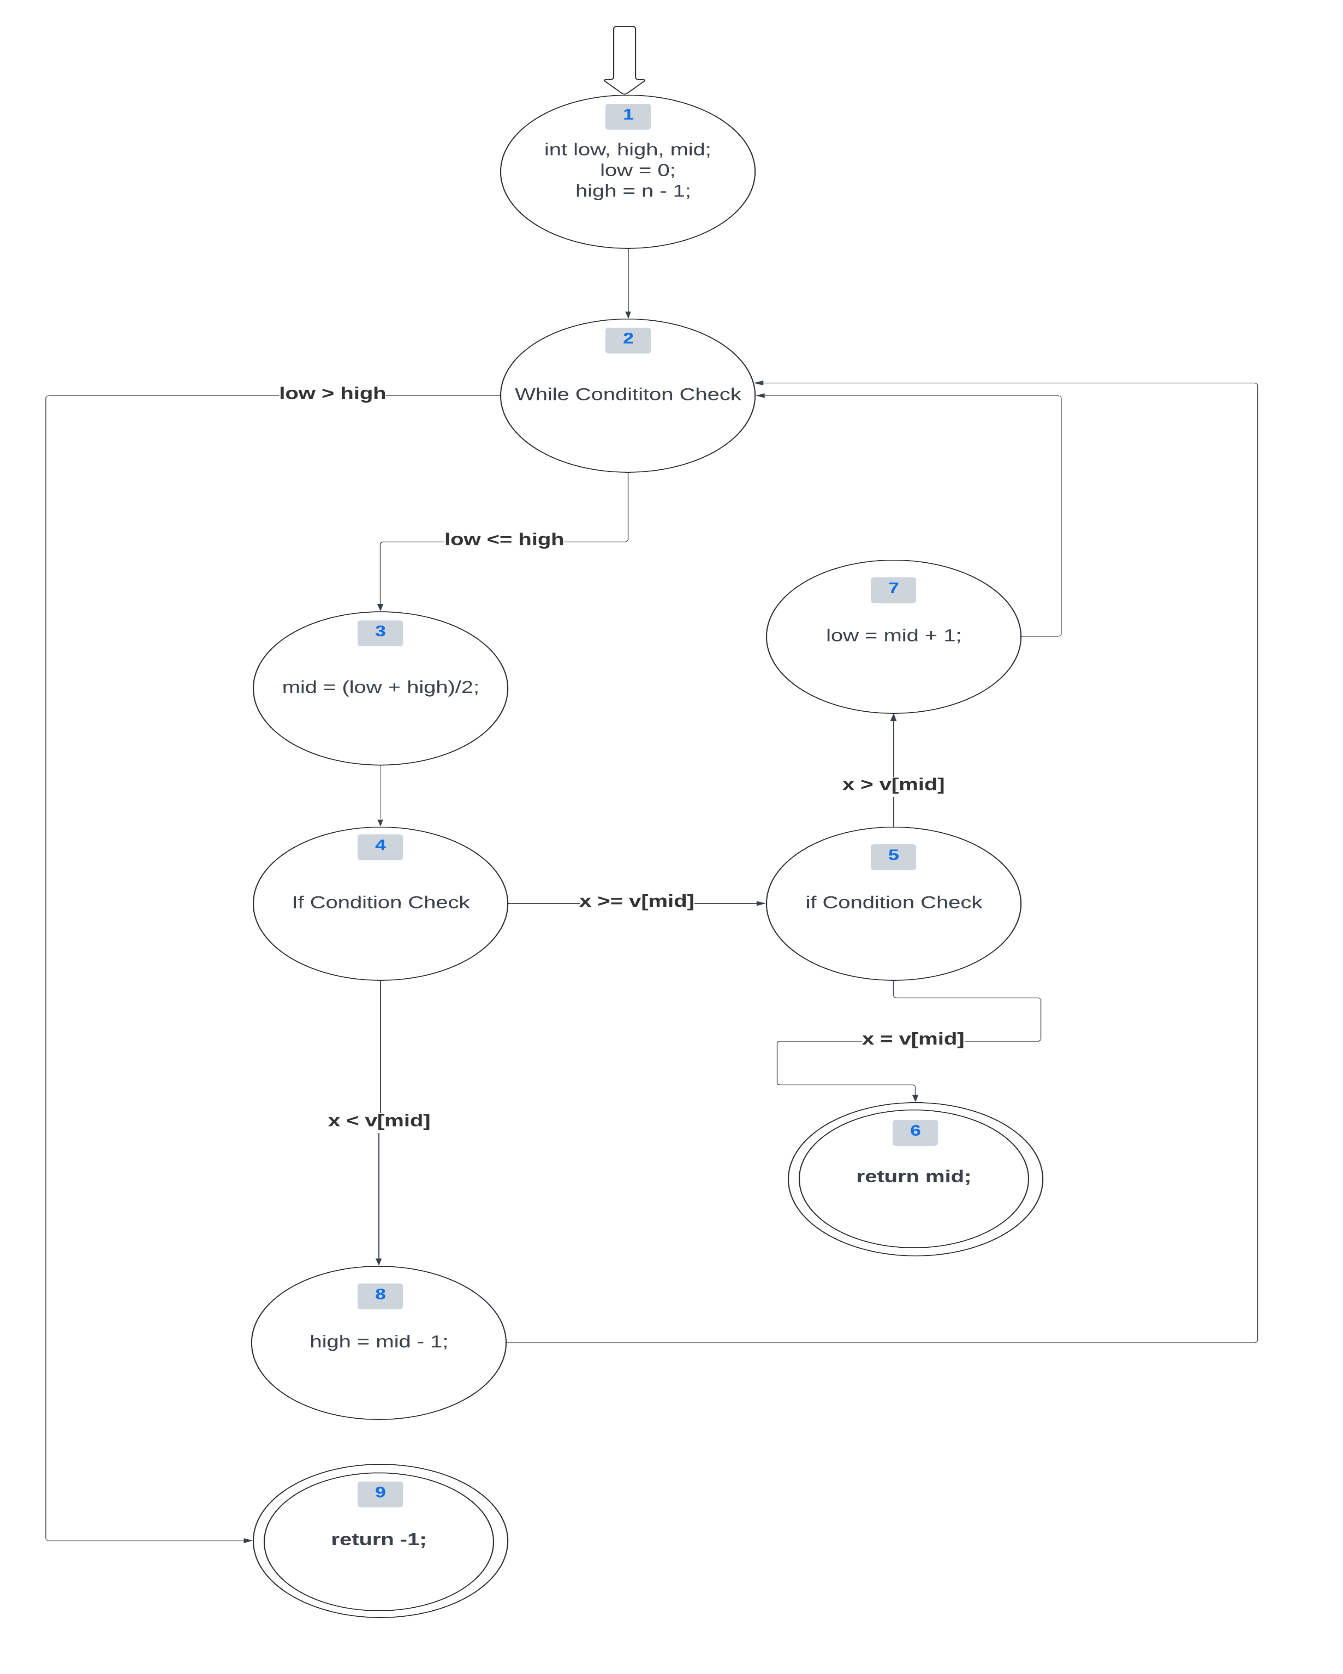 1
int low, high, mid;
low = 0;
high = n - 1;
2
While Condititon Check
low > high
low <= high
3
mid = (low + high)/2;
7
low = mid + 1;
x > v[mid]
4
If Condition Check
x >= v[mid]
5
if Condition Check
x = v[mid]
6
return mid;
x < v[mid]
8
high = mid - 1;
9
return -1;